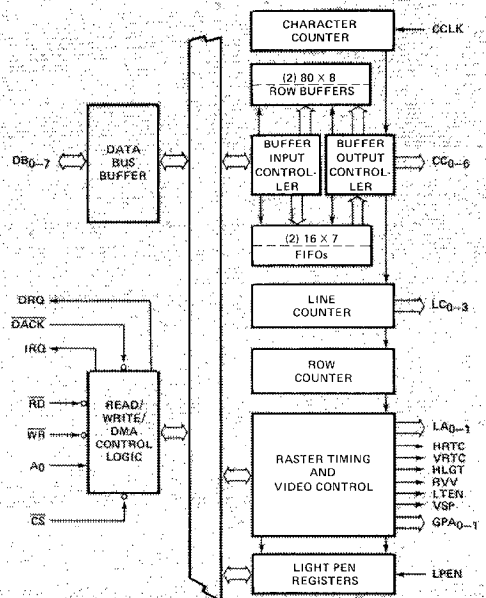 CHARACTER
COUNTER
CCLK
(2) 80 X 8
ROW BUFFERS
DATA
BUS
BUFFER
DB0–7
BUFFER
INPUT
CONTROL-
LER
BUFFER
OUTPUT
CONTROL-
LER
CC0–6
(2) 16 X 7
FIFOs
LINE
COUNTER
LC0–3
ROW
COUNTER
DRQ
DACK
IRQ
RD
WR
A0
CS
READ/
WRITE/
DMA
CONTROL
LOGIC
RASTER TIMING
AND
VIDEO CONTROL
LA0–1
HRTC
VRTC
HLGT
RVV
LTEN
VSP
GPA0–1
LIGHT PEN
REGISTERS
LPEN